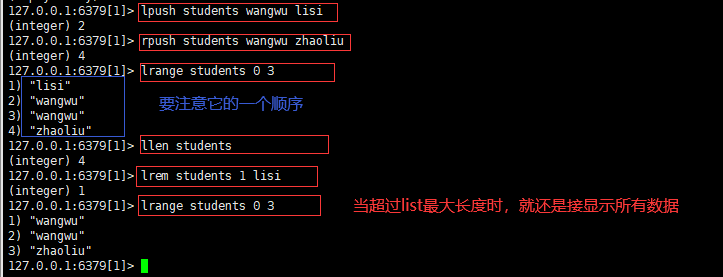 127.0.0.1:6379[1]> lpush students wangwu lisi
(integer) 2
127.0.0.1:6379[1]> rpush students wangwu zhaoliu
(integer) 4
127.0.0.1:6379[1]> lrange students 0 3
1) "lisi"
2) "wangwu"
3) "wangwu"
4) "zhaoliu"
要注意它的一个顺序
127.0.0.1:6379[1]> llen students
(integer) 4
127.0.0.1:6379[1]> lrem students 1 lisi
(integer) 1
127.0.0.1:6379[1]> lrange students 0 3
当超过list最大长度时，就还是接显示所有数据
1) "wangwu"
2) "wangwu"
3) "zhaoliu"
127.0.0.1:6379[1]>